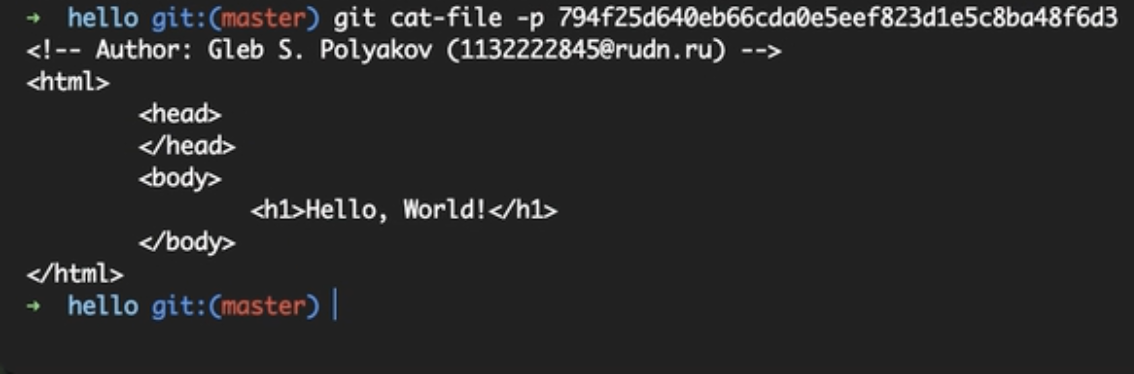 → hello git:(master) git cat-file -p 794f25d640eb66cda0e5eef823d1e5c8ba48f6d3
<!-- Author: Gleb S. Polyakov (1132222845@rudn.ru) -->
<html>
        <head>
        </head>
        <body>
                <h1>Hello, World!</h1>
        </body>
</html>
→ hello git:(master)